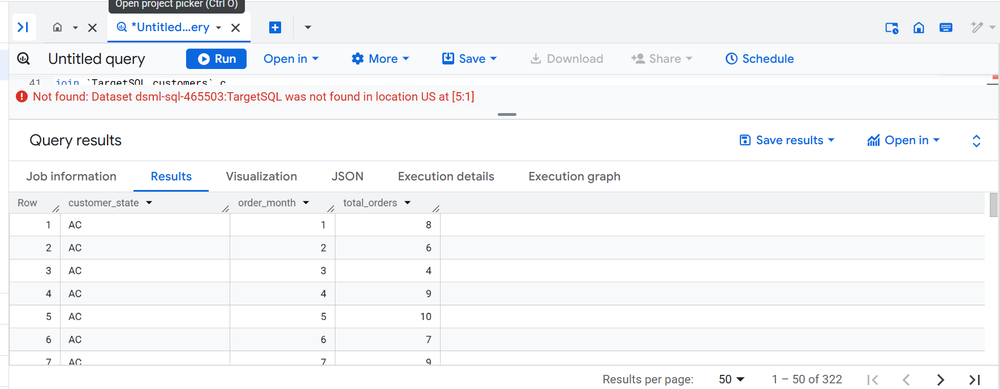 Open project picker (Ctrl O)
*Untitled...ery
Untitled query
Run
Open in
More
Save
Download
Share
Schedule
41 join `TargetSQL.customers` c
Not found: Dataset dsml-sql-465503:TargetSQL was not found in location US at [5:1]
Query results
Save results
Open in
Job information
Results
Visualization
JSON
Execution details
Execution graph
Row customer_state order_month total_orders
1 AC 1 8
2 AC 2 6
3 AC 3 4
4 AC 4 9
5 AC 5 10
6 AC 6 7
7 AC 7 9
Results per page: 50 1 – 50 of 322